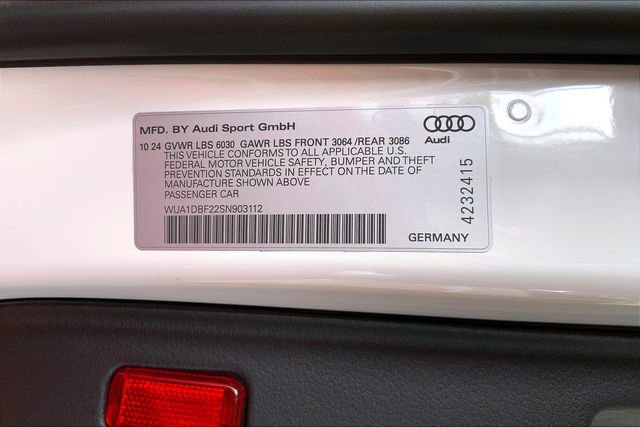 MFD. BY Audi Sport GmbH
10 24 GVWR LBS 6030 GAWR LBS FRONT 3064 /REAR 3086
THIS VEHICLE CONFORMS TO ALL APPLICABLE U.S.
FEDERAL MOTOR VEHICLE SAFETY, BUMPER AND THEFT
PREVENTION STANDARDS IN EFFECT ON THE DATE OF
MANUFACTURE SHOWN ABOVE
PASSENGER CAR
WUA1DBF22SN903112
Audi
4232415
GERMANY